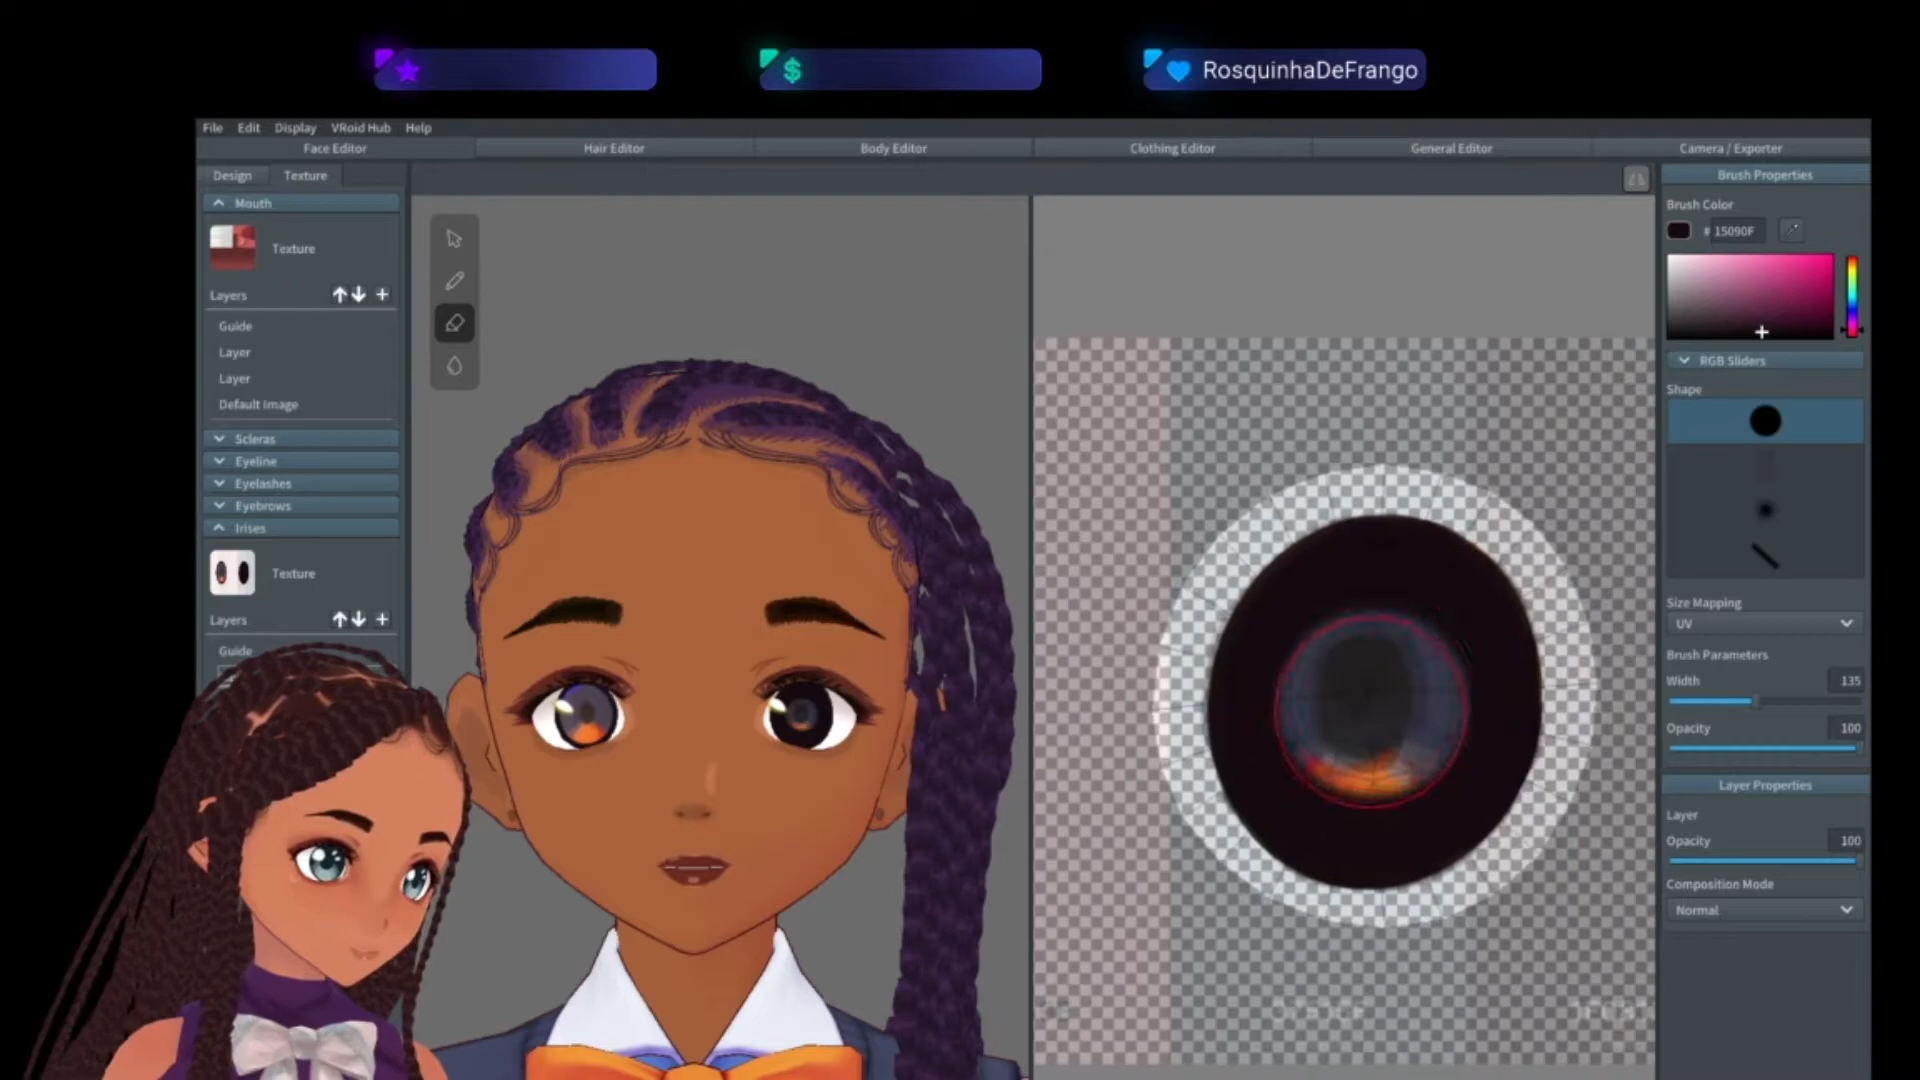 RosquinhaDeFrango
File Edit Display VRoid Hub Help
Face Editor Hair Editor Body Editor Clothing Editor General Editor Camera / Exporter
Design Texture
Mouth
Texture
Layers
Guide
Layer
Layer
Default Image
Scleras
Eyeline
Eyelashes
Eyebrows
Irises
Texture
Layers
Guide
Brush Properties
Brush Color
# 15090F
RGB Sliders
Shape
Size Mapping
UV
Brush Parameters
Width 135
Opacity 100
Layer Properties
Layer
Opacity 100
Composition Mode
Normal